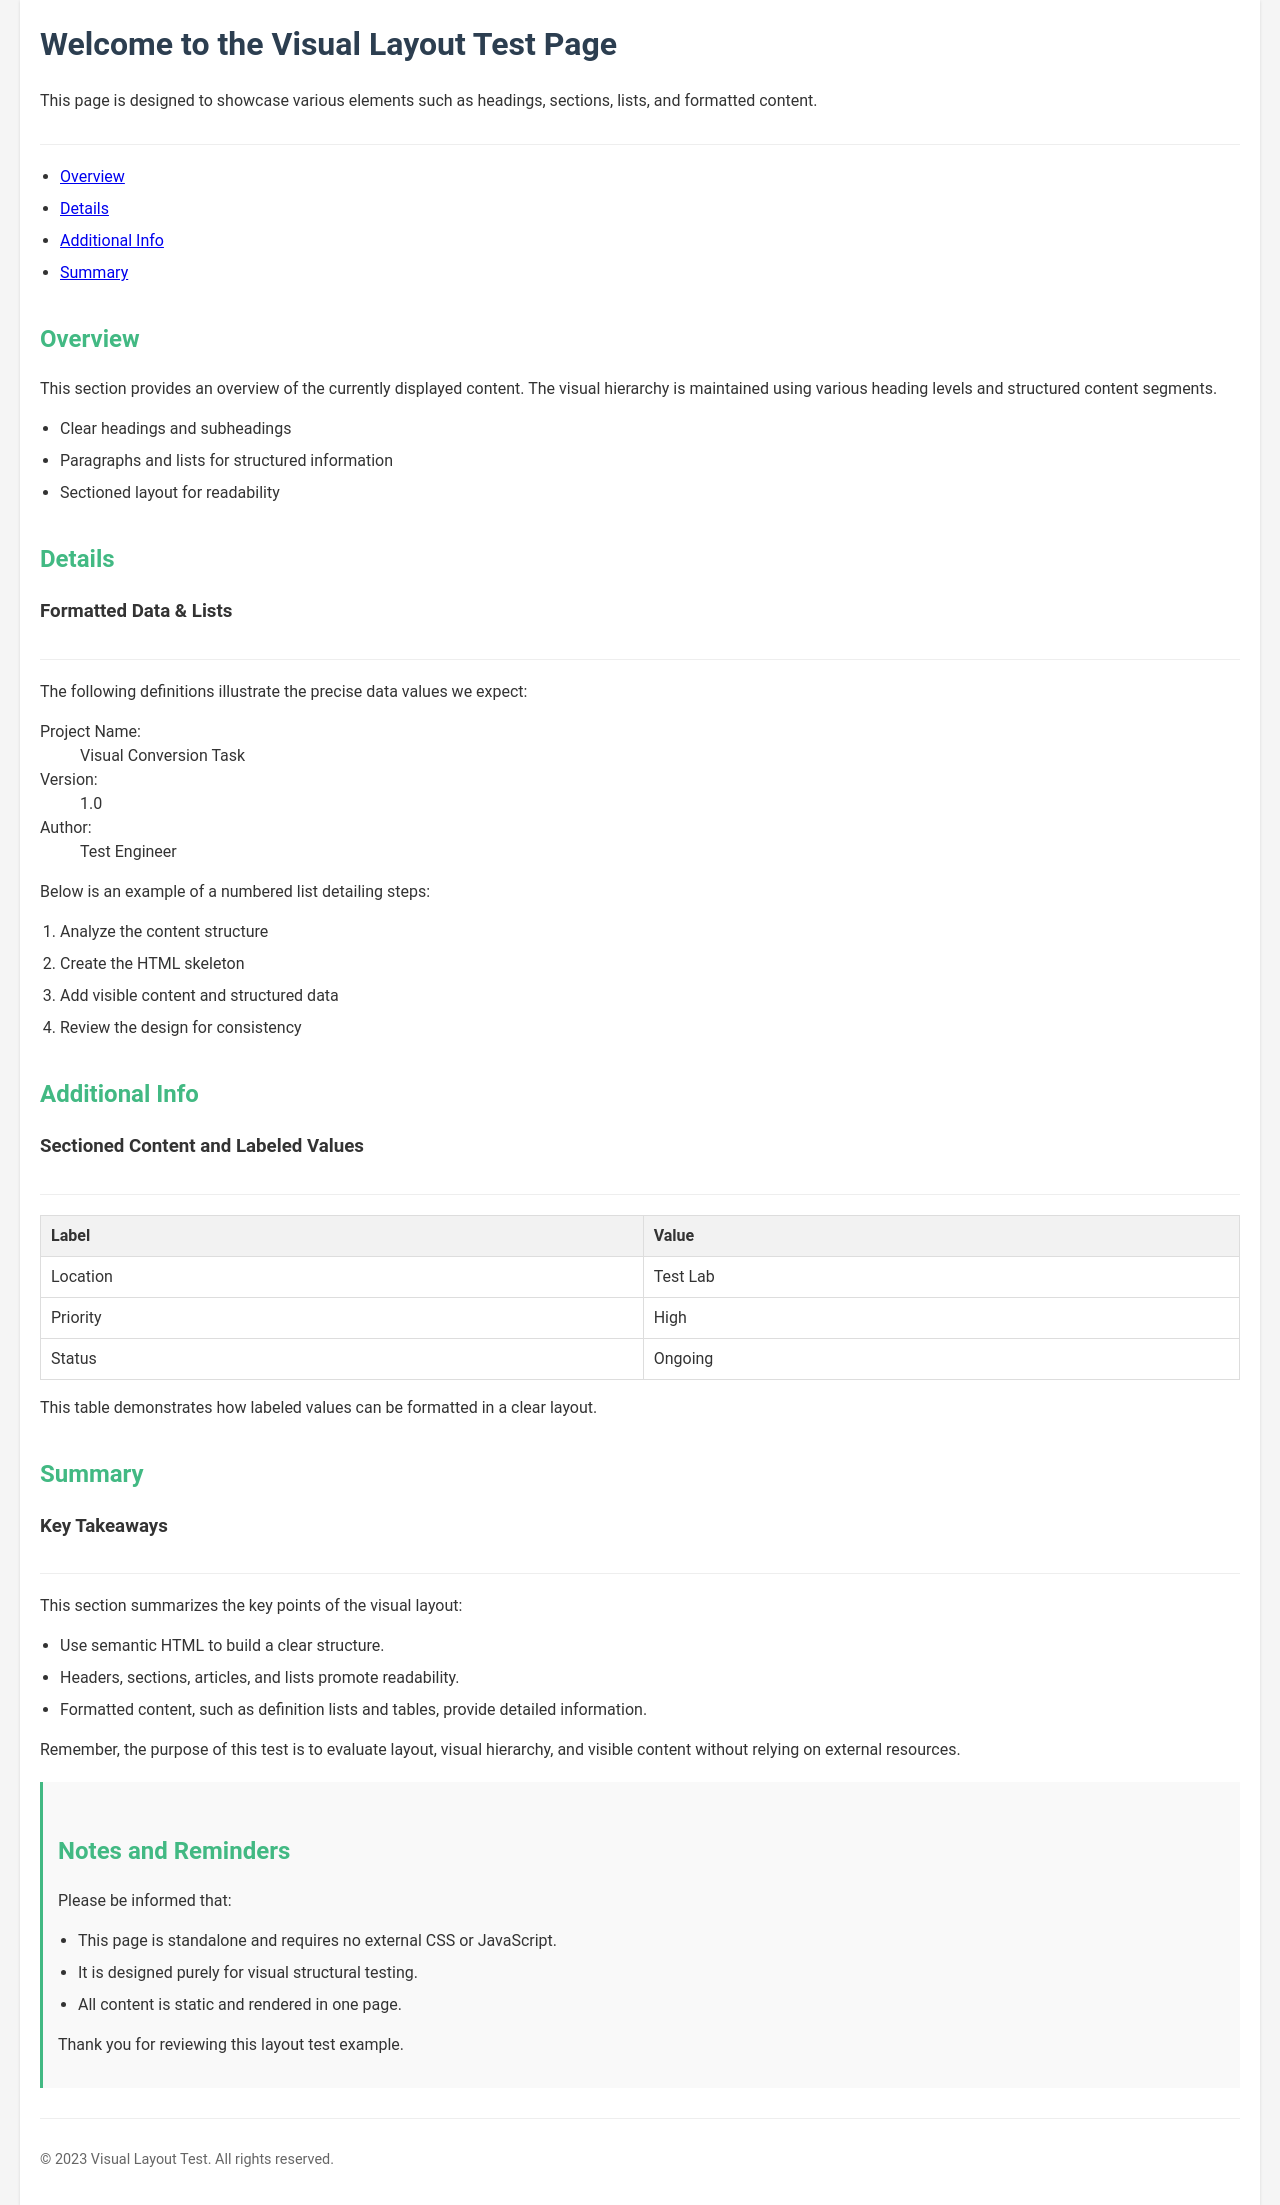 Welcome to the Visual Layout Test Page
This page is designed to showcase various elements such as headings, sections, lists, and formatted content.
• Overview
• Details
• Additional Info
• Summary
Overview
This section provides an overview of the currently displayed content. The visual hierarchy is maintained using various heading levels and structured content segments.
• Clear headings and subheadings
• Paragraphs and lists for structured information
• Sectioned layout for readability
Details
Formatted Data & Lists
The following definitions illustrate the precise data values we expect:
Project Name:
Visual Conversion Task
Version:
1.0
Author:
Test Engineer
Below is an example of a numbered list detailing steps:
1. Analyze the content structure
2. Create the HTML skeleton
3. Add visible content and structured data
4. Review the design for consistency
Additional Info
Sectioned Content and Labeled Values
Label Value
Location Test Lab
Priority High
Status Ongoing
This table demonstrates how labeled values can be formatted in a clear layout.
Summary
Key Takeaways
This section summarizes the key points of the visual layout:
• Use semantic HTML to build a clear structure.
• Headers, sections, articles, and lists promote readability.
• Formatted content, such as definition lists and tables, provide detailed information.
Remember, the purpose of this test is to evaluate layout, visual hierarchy, and visible content without relying on external resources.
Notes and Reminders
Please be informed that:
• This page is standalone and requires no external CSS or JavaScript.
• It is designed purely for visual structural testing.
• All content is static and rendered in one page.
Thank you for reviewing this layout test example.
© 2023 Visual Layout Test. All rights reserved.